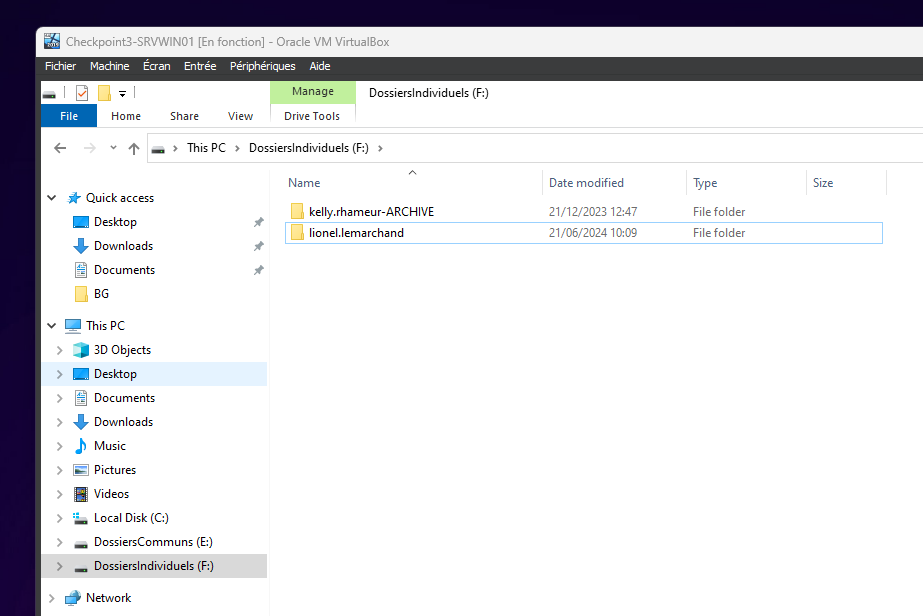 Checkpoint3-SRVWIN01 [En fonction] - Oracle VM VirtualBox
Fichier Machine Écran Entrée Périphériques Aide
Manage DossiersIndividuels (F:)
File Home Share View Drive Tools
This PC > DossiersIndividuels (F:) >
Name Date modified Type Size
kelly.rhameur-ARCHIVE 21/12/2023 12:47 File folder
lionel.lemarchand 21/06/2024 10:09 File folder
Quick access
Desktop
Downloads
Documents
BG
This PC
3D Objects
Desktop
Documents
Downloads
Music
Pictures
Videos
Local Disk (C:)
DossiersCommuns (E:)
DossiersIndividuels (F:)
Network